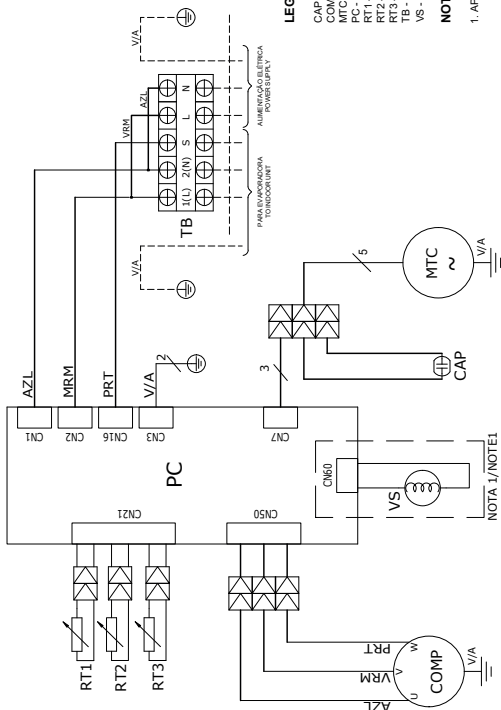 V/A
AZL
VRM
N
L
S
2(N)
1(L)
TB
ALIMENTAÇÃO ELÉTRICA
POWER SUPPLY
PARA EVAPORADORA
TO INDOOR UNIT
V/A
AZL
MRM
PRT
V/A
2
CN1
CN2
CN16
CN3
CN7
3
5
MTC
~
V/A
CAP
PC
CN21
CN50
CN60
VS
NOTA 1/NOTE1
RT1
RT2
RT3
AZL
VRM
PRT
U
V
W
COMP
V/A
LEG
CAP
COM
MTC
PC -
RT1
RT2
RT3
TB -
VS -
NOT
1. AP